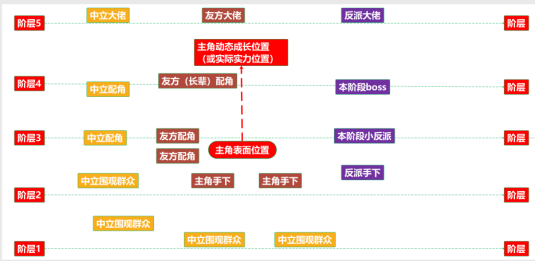 阶层5
中立大佬
友方大佬
反派大佬
阶层
主角动态成长位置
（或实际实力位置）
阶层4
中立配角
友方（长辈）配角
本阶段boss
阶层
阶层3
中立配角
友方配角
友方配角
主角表面位置
本阶段小反派
阶层
中立围观群众
主角手下
主角手下
反派手下
阶层2
阶层
中立围观群众
阶层1
中立围观群众
中立围观群众
阶层